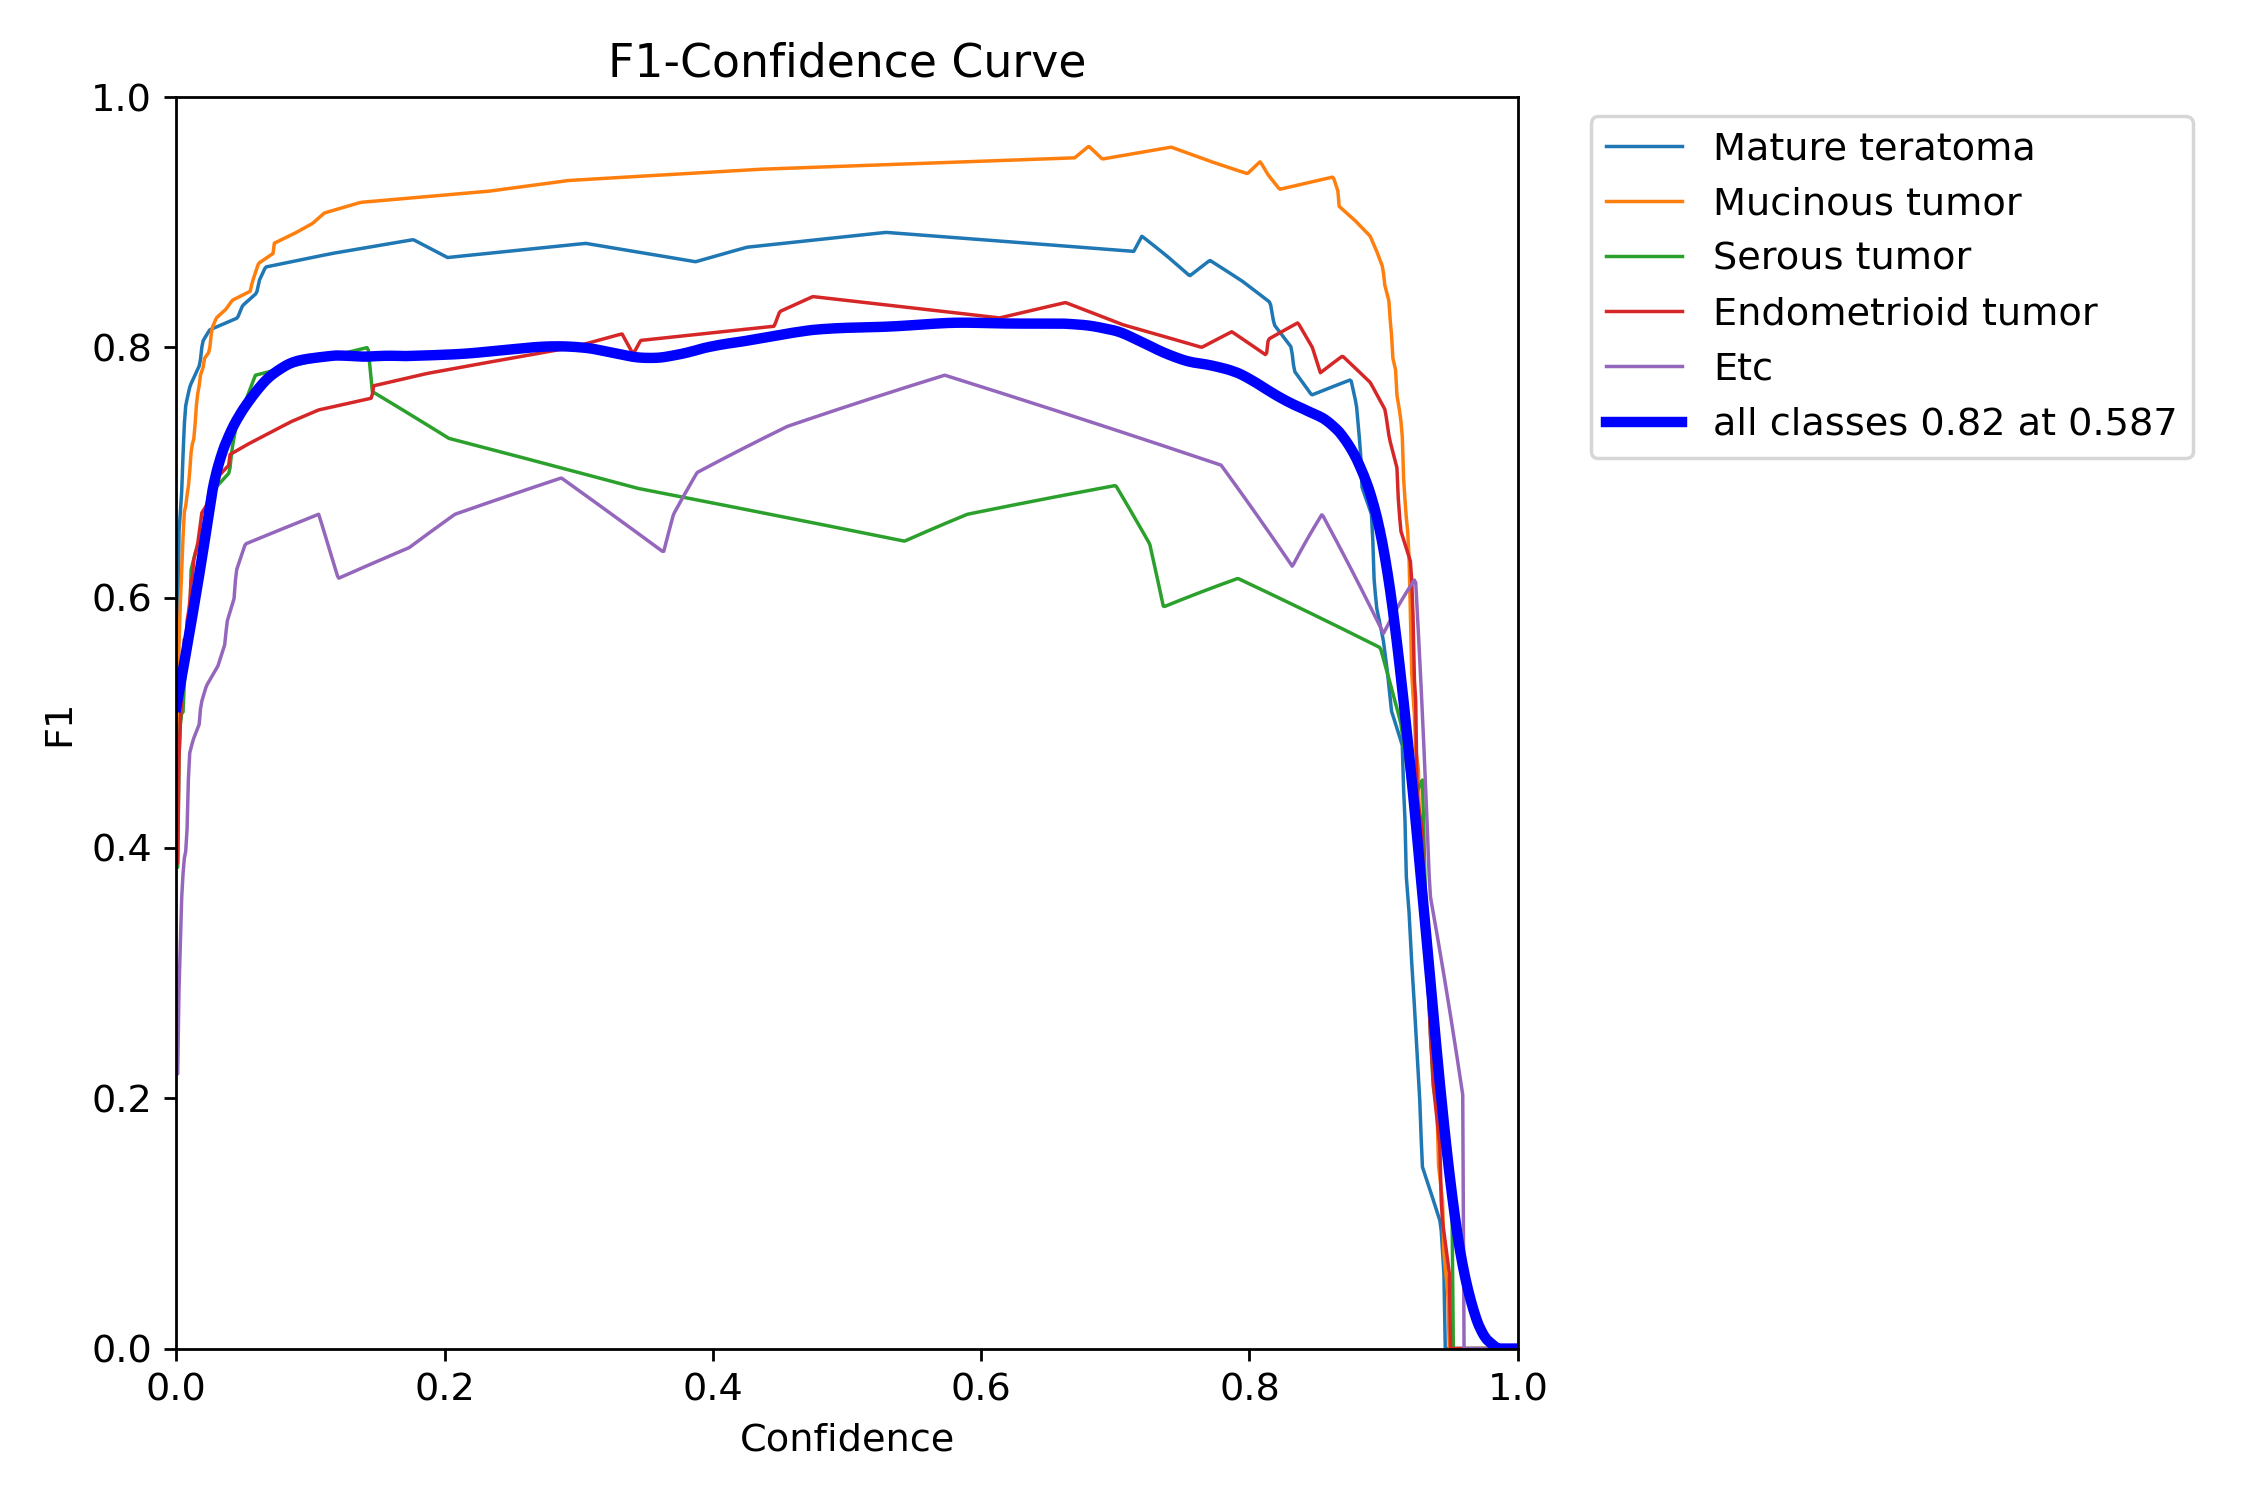 F1-Confidence Curve
1.0
0.8
0.6
0.4
0.2
0.0
F1
0.0 0.2 0.4 0.6 0.8 1.0
Confidence
Mature teratoma
Mucinous tumor
Serous tumor
Endometrioid tumor
Etc
all classes 0.82 at 0.587